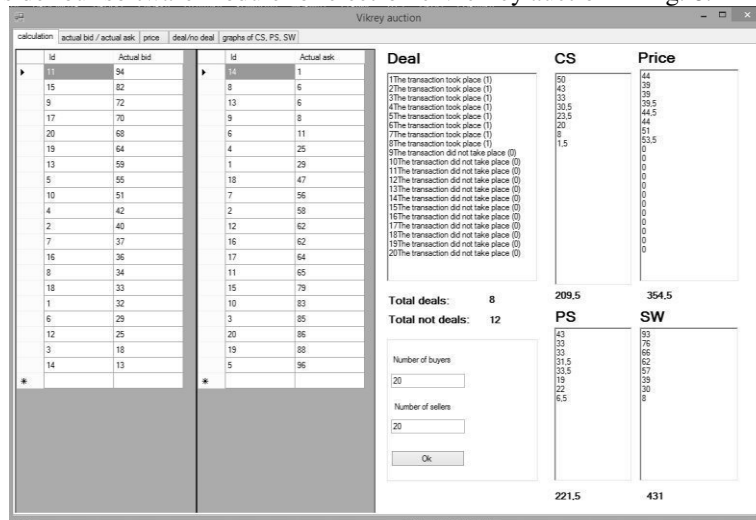 Vikrey auction
calculation actual bid / actual ask price deal/no deal graphs of CS, PS, SW
Id Actual bid
11 94
15 82
9 72
17 70
20 68
19 64
13 59
5 55
10 51
4 42
2 40
7 37
16 36
8 34
18 33
1 32
6 29
12 25
3 18
14 13
Id Actual ask
14 1
8 6
13 6
9 8
6 11
4 25
1 29
18 47
7 56
2 58
12 62
16 62
17 64
11 65
15 79
10 83
3 85
20 86
19 88
5 96
Deal
1The transaction took place (1)
2The transaction took place (1)
3The transaction took place (1)
4The transaction took place (1)
5The transaction took place (1)
6The transaction took place (1)
7The transaction took place (1)
8The transaction took place (1)
9The transaction did not take place (0)
10The transaction did not take place (0)
11The transaction did not take place (0)
12The transaction did not take place (0)
13The transaction did not take place (0)
14The transaction did not take place (0)
15The transaction did not take place (0)
16The transaction did not take place (0)
17The transaction did not take place (0)
18The transaction did not take place (0)
19The transaction did not take place (0)
20The transaction did not take place (0)
Total deals: 8
Total not deals: 12
Number of buyers
20
Number of sellers
20
Ok
CS
50
43
33
30,5
23,5
20
8
1,5
209,5
Price
44
39
39
39,5
44,5
44
51
53,5
0
0
0
0
0
0
0
0
0
0
0
0
354,5
PS
43
33
33
31,5
33,5
19
22
6,5
221,5
SW
93
76
66
62
57
39
30
8
431